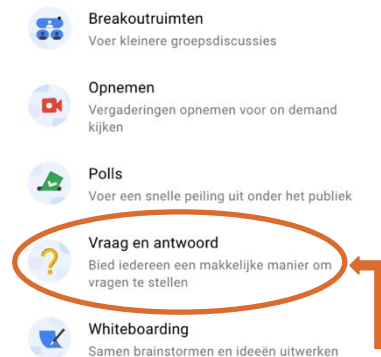 Breakoutruimten
Voer kleinere groepsdiscussies
Opnemen
Vergaderingen opnemen voor on demand
kijken
Polls
Voer een snelle peiling uit onder het publiek
Vraag en antwoord
Bied iedereen een makkelijke manier om
vragen te stellen
Whiteboarding
Samen brainstormen en ideeën uitwerken